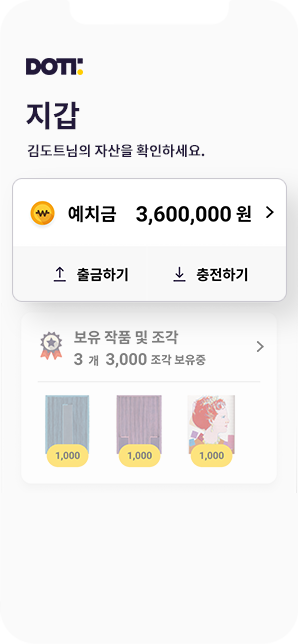 DOTI:
지갑
김도트님의 자산을 확인하세요.
예치금 3,600,000 원
출금하기 충전하기
보유 작품 및 조각
3 개 3,000 조각 보유중
1,000 1,000 1,000